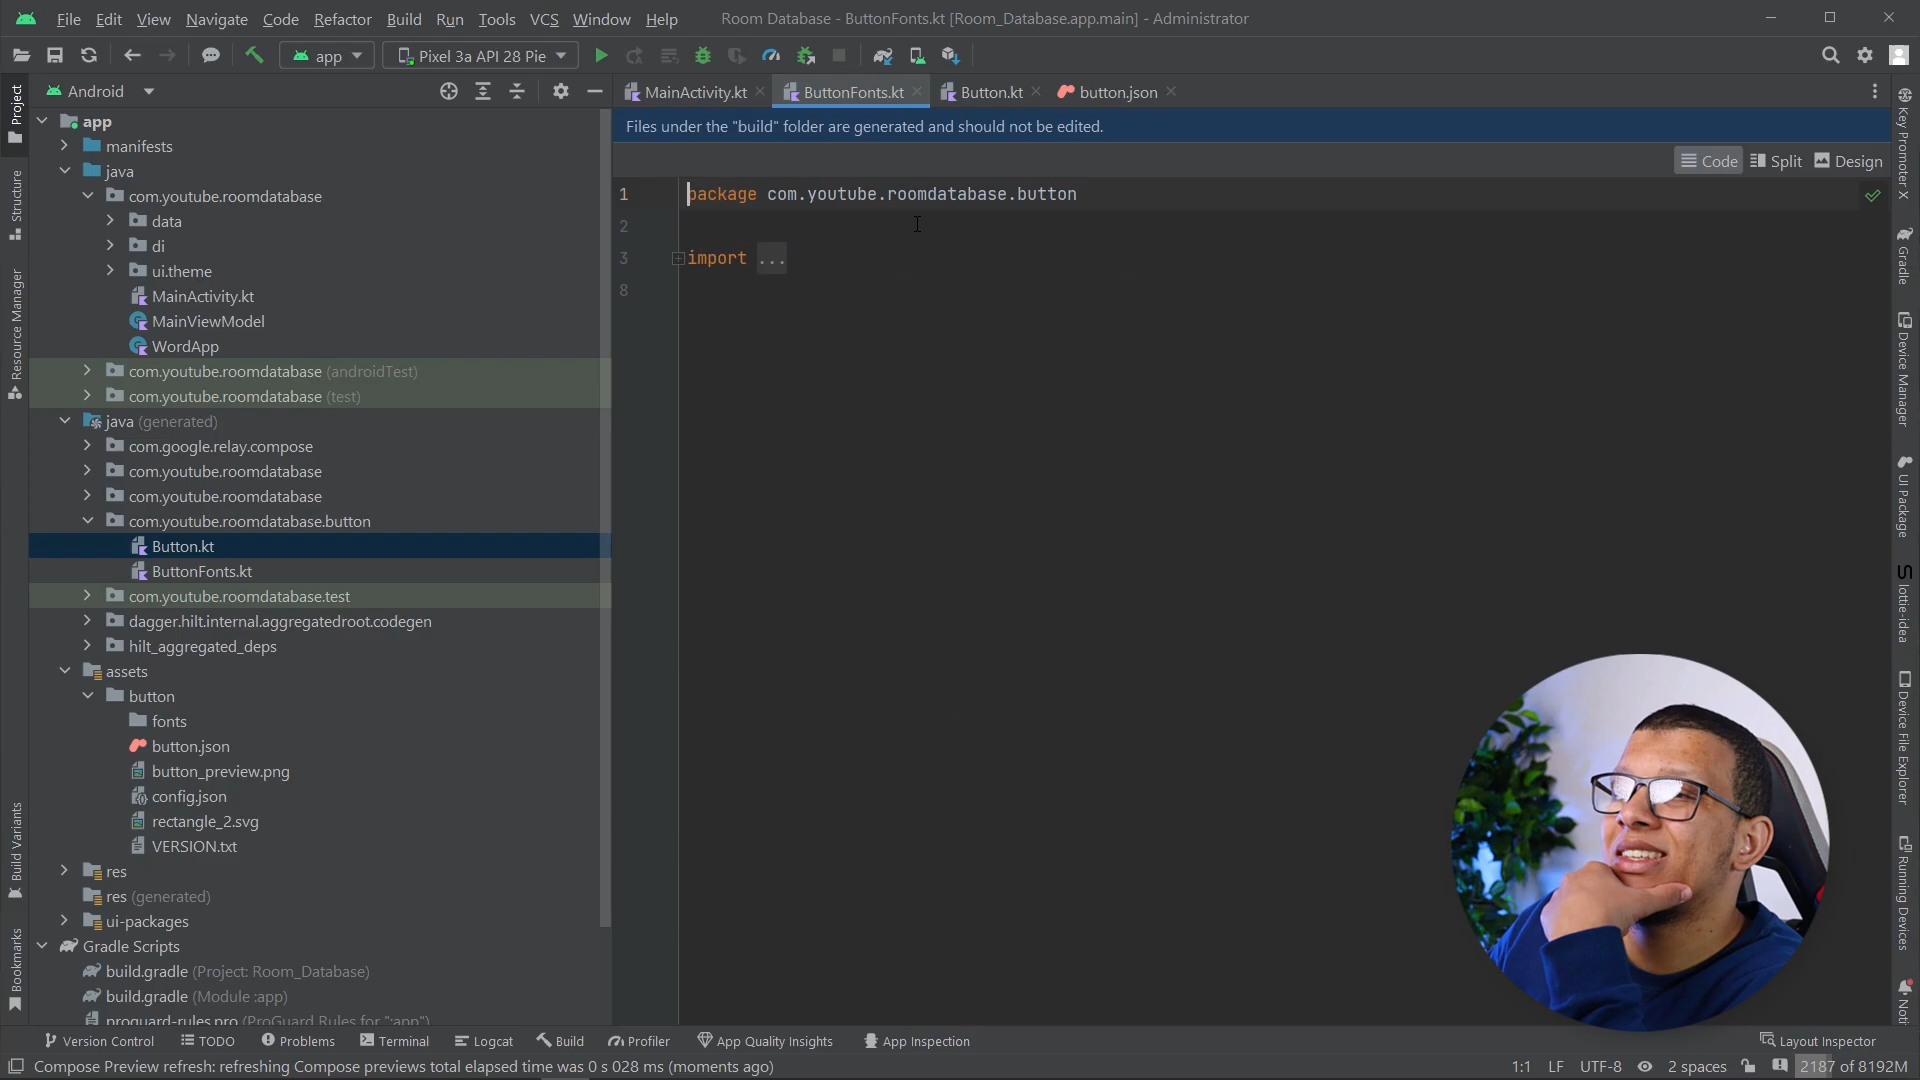 File Edit View Navigate Code Refactor Build Run Tools VCS Window Help Room Database - ButtonFonts.kt [Room_Database.app.main] - Administrator
app Pixel 3a API 28 Pie
Project
Structure
Resource Manager
Build Variants
Bookmarks
Android
app
manifests
java
com.youtube.roomdatabase
data
di
ui.theme
MainActivity.kt
MainViewModel
WordApp
com.youtube.roomdatabase (androidTest)
com.youtube.roomdatabase (test)
java (generated)
com.google.relay.compose
com.youtube.roomdatabase
com.youtube.roomdatabase
com.youtube.roomdatabase.button
Button.kt
ButtonFonts.kt
com.youtube.roomdatabase.test
dagger.hilt.internal.aggregatedroot.codegen
hilt_aggregated_deps
assets
button
fonts
button.json
button_preview.png
config.json
rectangle_2.svg
VERSION.txt
res
res (generated)
ui-packages
Gradle Scripts
build.gradle (Project: Room_Database)
build.gradle (Module :app)
proguard-rules.pro (ProGuard Rules for ":app")
MainActivity.kt ButtonFonts.kt Button.kt button.json
Files under the "build" folder are generated and should not be edited.
Code Split Design
1 package com.youtube.roomdatabase.button
2
3 import ...
8
Key Promoter X
Gradle
Device Manager
UI Package
lottie-idea
Device File Explorer
Running Devices
Noti
Version Control TODO Problems Terminal Logcat Build Profiler App Quality Insights App Inspection Layout Inspector
Compose Preview refresh: refreshing Compose previews total elapsed time was 0 s 028 ms (moments ago) 1:1 LF UTF-8 2 spaces 2187 of 8192M